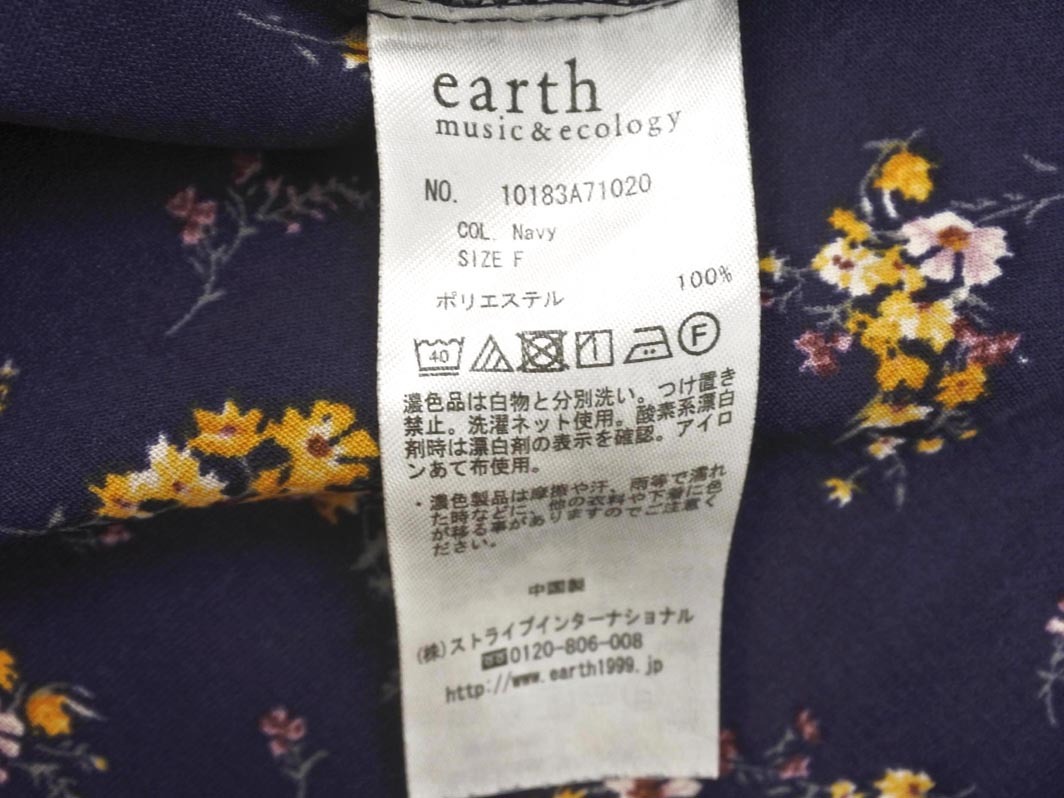 earth
music&ecology
NO. 10183A71020
COL. Navy
SIZE F
ポリエステル 100%
40 F
濃色品は白物と分別洗い。つけ置き
禁止。洗濯ネット使用。酸素系漂白
剤時は漂白剤の表示を確認。アイロ
ンあて布使用。
・濃色製品は摩擦や汗、雨等で濡れ
た時などに、他の衣料や下着に色
が移る事がありますのでご注意く
ださい。
中国製
(株)ストライプインターナショナル
0120-806-008
http://www.earth1999.jp